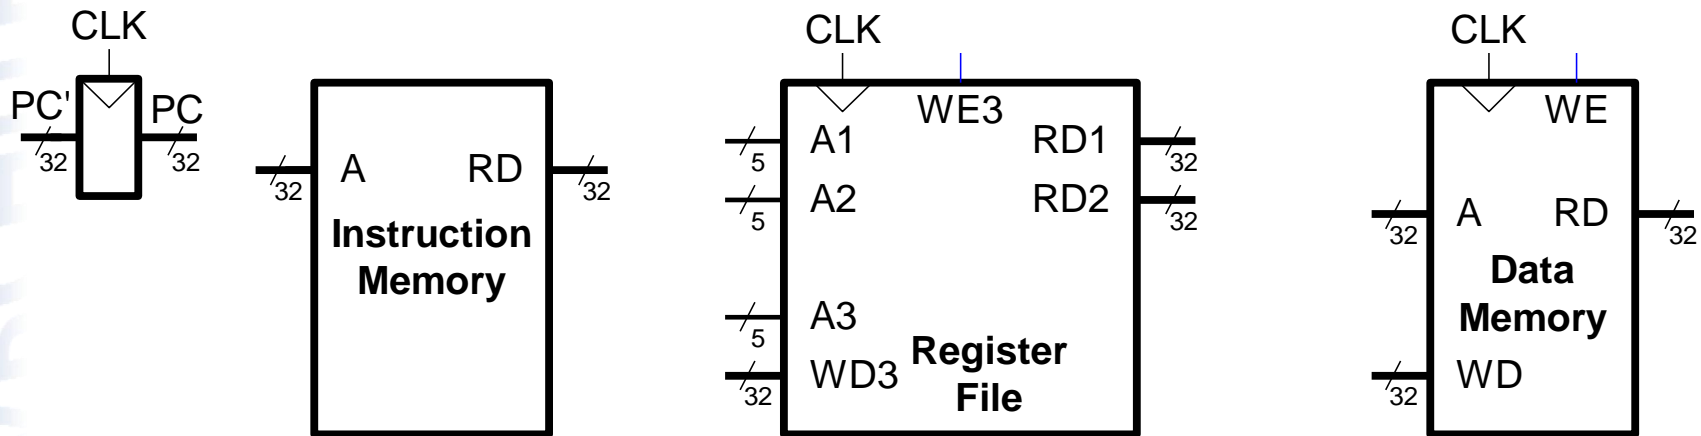 CLK
PC'
PC
32
32
A
RD
32
32
Instruction
Memory
CLK
WE3
A1
RD1
5
32
A2
RD2
5
32
A3
5
WD3
32
Register
File
CLK
WE
A
RD
32
32
Data
Memory
WD
32